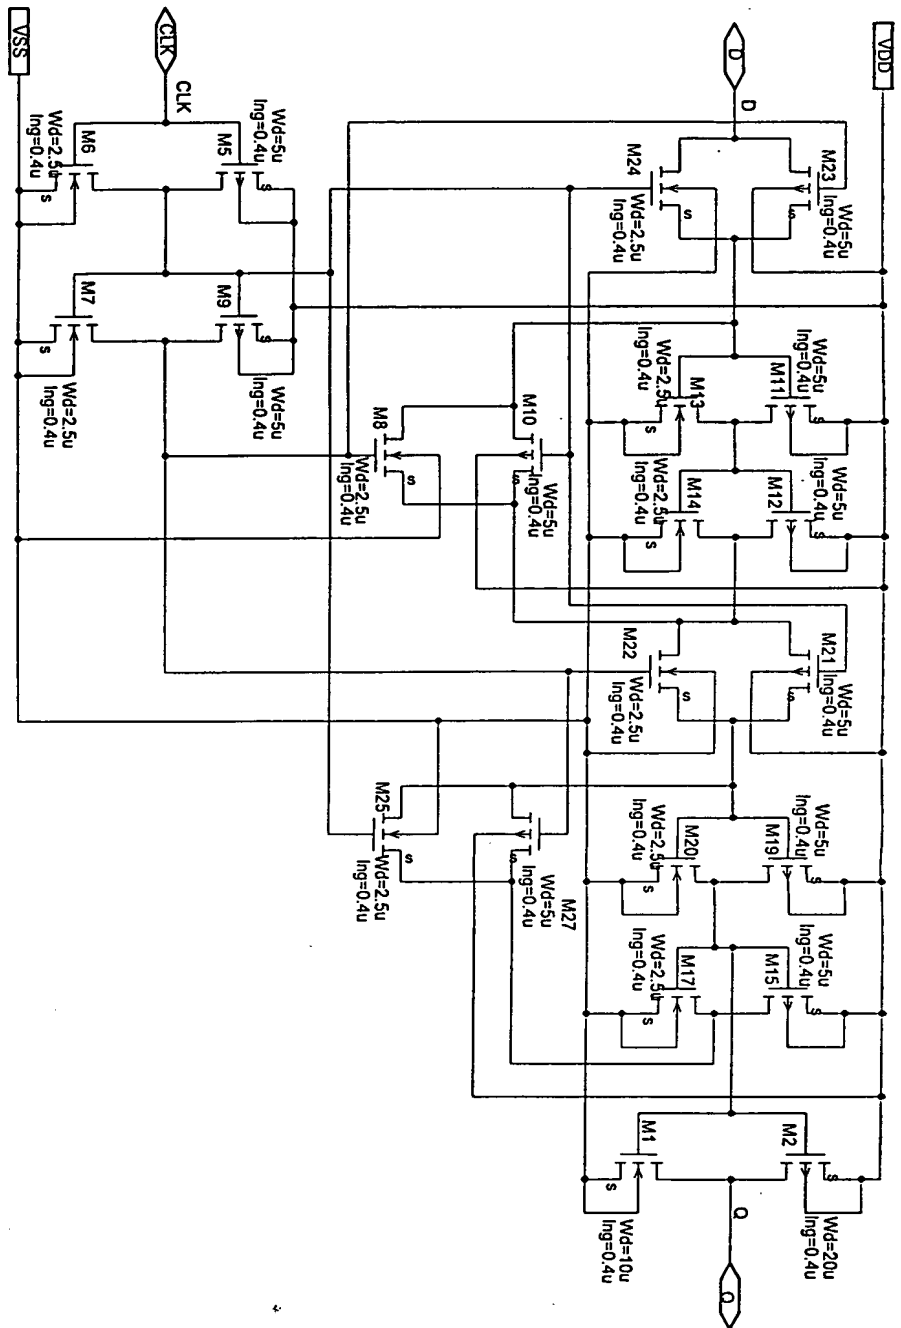 VDD
D
D
M23
Wd=5u
lng=0.4u
M24
Wd=2.5u
lng=0.4u
s
s
M11
Wd=5u
lng=0.4u
s
M13
Wd=2.5u
lng=0.4u
s
M12
Wd=5u
lng=0.4u
s
M14
Wd=2.5u
lng=0.4u
s
M21
Wd=5u
lng=0.4u
s
M22
Wd=2.5u
lng=0.4u
s
M19
Wd=5u
lng=0.4u
s
M20
Wd=2.5u
lng=0.4u
s
M15
Wd=5u
lng=0.4u
s
M17
Wd=2.5u
lng=0.4u
s
M2
Wd=20u
lng=0.4u
s
M1
Wd=10u
lng=0.4u
s
Q
Q
M10
Wd=5u
lng=0.4u
s
M8
Wd=2.5u
lng=0.4u
s
M27
Wd=5u
lng=0.4u
s
M25
Wd=2.5u
lng=0.4u
s
CLK
CLK
M5
Wd=5u
lng=0.4u
s
M6
Wd=2.5u
lng=0.4u
s
M9
Wd=5u
lng=0.4u
s
M7
Wd=2.5u
lng=0.4u
s
VSS